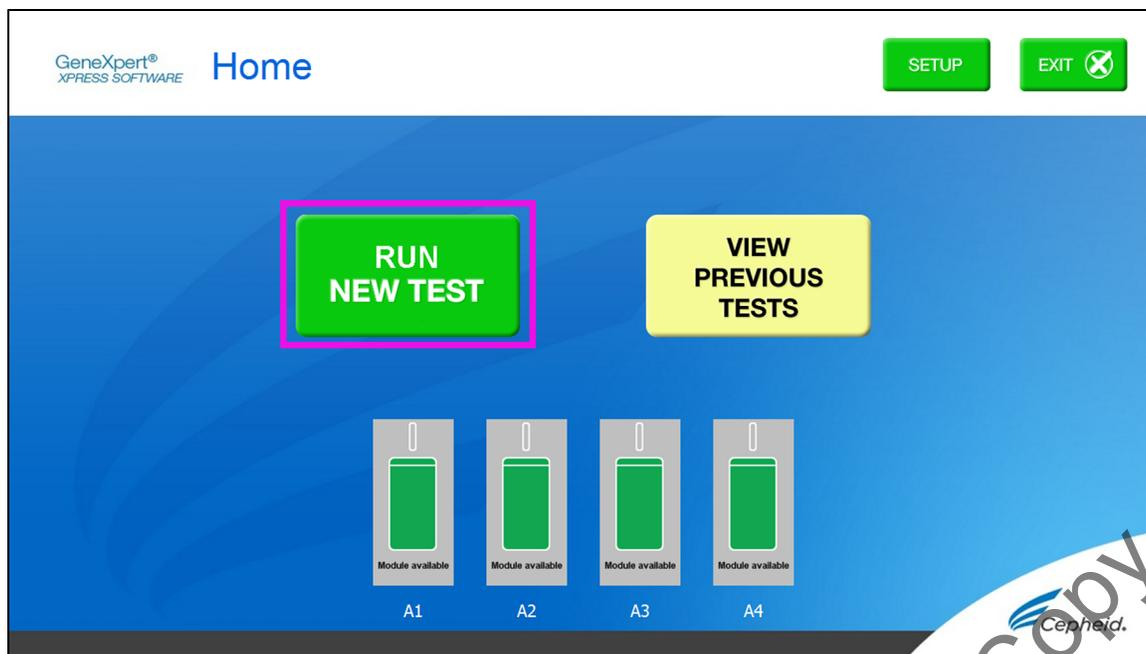 GeneXpert®
XPRESS SOFTWARE
Home
SETUP
EXIT
RUN
NEW TEST
VIEW
PREVIOUS
TESTS
Module available
Module available
Module available
Module available
A1
A2
A3
A4
Cepheid.
Copy